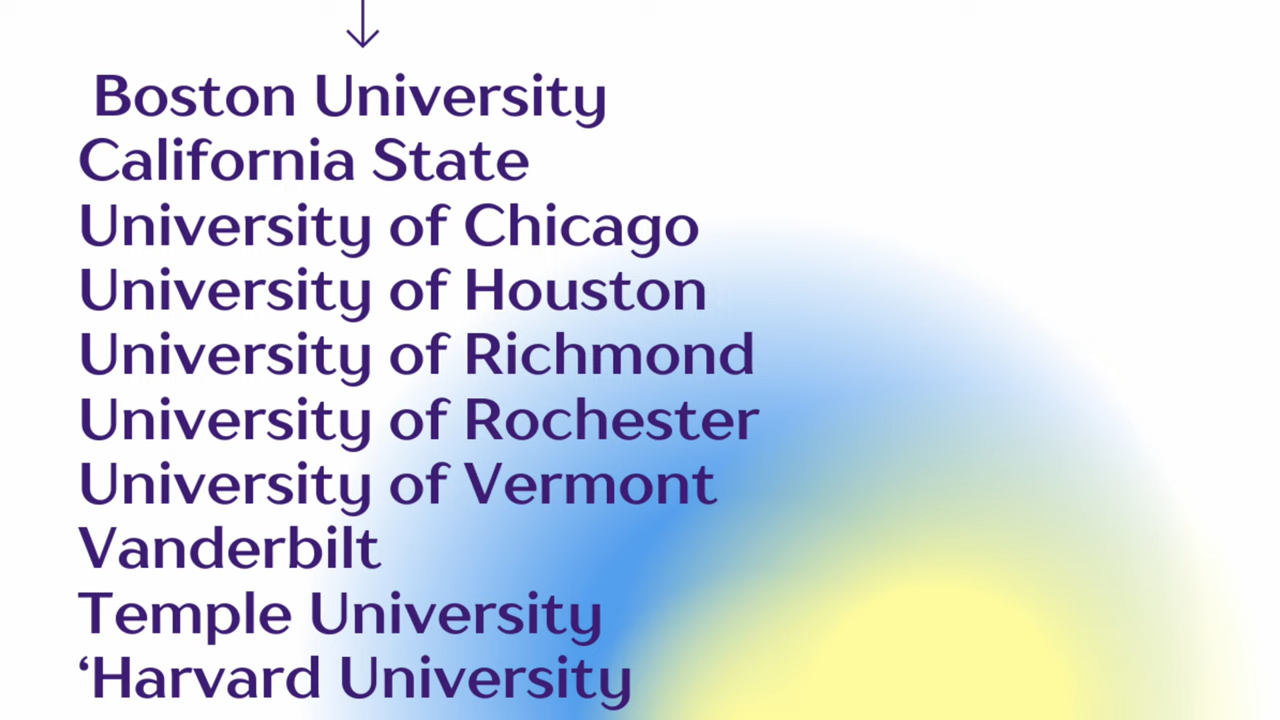 Boston University
California State
University of Chicago
University of Houston
University of Richmond
University of Rochester
University of Vermont
Vanderbilt
Temple University
‘Harvard University